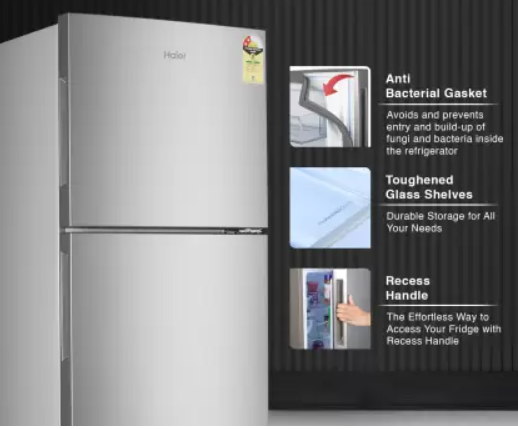 Haier
Anti
Bacterial Gasket
Avoids and prevents
entry and build-up of
fungi and bacteria inside
the refrigerator
Toughened
Glass Shelves
Durable Storage for All
Your Needs
Recess
Handle
The Effortless Way to
Access Your Fridge with
Recess Handle